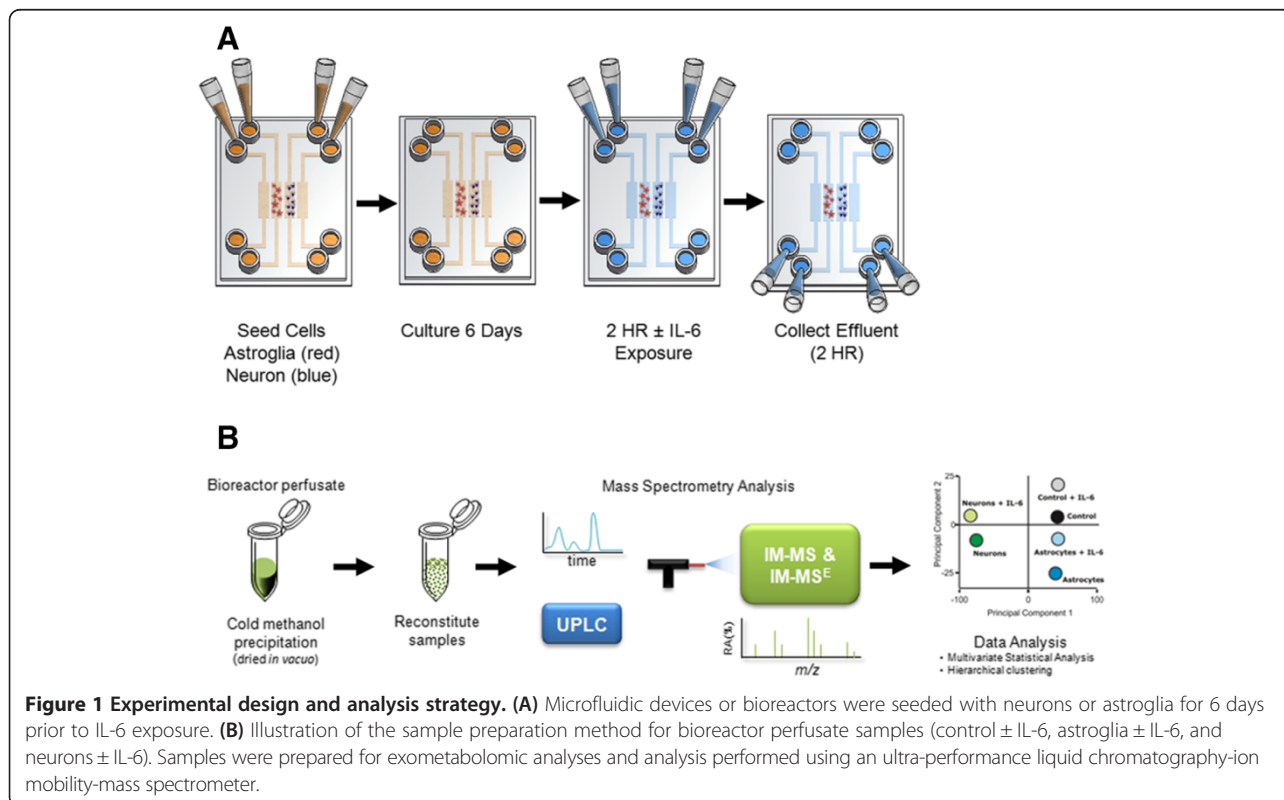 A
Seed Cells
Astroglia (red)
Neuron (blue)
Culture 6 Days
2 HR ± IL-6
Exposure
Collect Effluent
(2 HR)
B
Bioreactor perfusate
Cold methanol
precipitation
(dried in vacuo)
Reconstitute
samples
Mass Spectrometry Analysis
time
UPLC
IM-MS &
IM-MSᴱ
RA(%)
m/z
Principal Component 2
25
0
-25
Neurons + IL-6
Neurons
Control + IL-6
Control
Astrocytes + IL-6
Astrocytes
-100
0
100
Principal Component 1
Data Analysis
• Multivariate Statistical Analysis
• Hierarchical clustering
Figure 1 Experimental design and analysis strategy. (A) Microfluidic devices or bioreactors were seeded with neurons or astroglia for 6 days
prior to IL-6 exposure. (B) Illustration of the sample preparation method for bioreactor perfusate samples (control ± IL-6, astroglia ± IL-6, and
neurons ± IL-6). Samples were prepared for exometabolomic analyses and analysis performed using an ultra-performance liquid chromatography-ion
mobility-mass spectrometer.